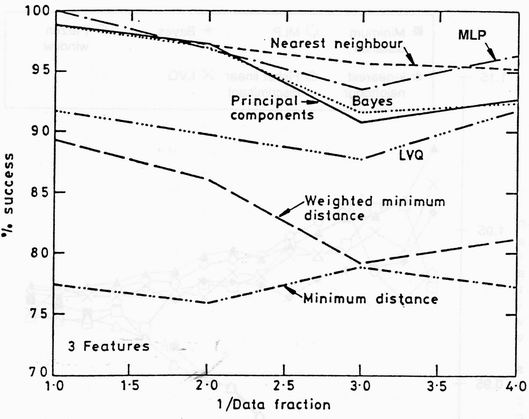 100
95
90
85
80
75
70
% success
Nearest neighbour
MLP
Principal
components
Bayes
LVQ
Weighted minimum
distance
Minimum distance
3 Features
1·0 1·5 2·0 2·5 3·0 3·5 4·0
1/Data fraction